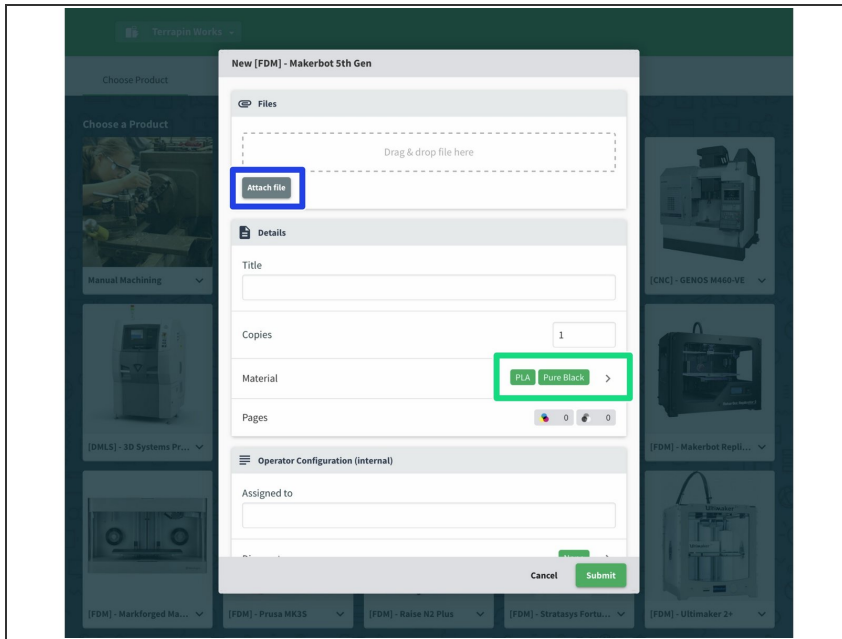 Terrapin Works
Choose Product
Choose a Product
New [FDM] - Makerbot 5th Gen
Files
Drag & drop file here
Attach file
Details
Title
Copies
1
Material
PLA Pure Black
Pages
0 0
Operator Configuration (internal)
Assigned to
Cancel Submit
Manual Machining
[CNC] - GENOS M460-VE
[DMLS] - 3D Systems Pr...
[FDM] - Makerbot Repli...
[FDM] - Markforged Ma...
[FDM] - Prusa MK3S
[FDM] - Raise N2 Plus
[FDM] - Stratasys Fortu...
[FDM] - Ultimaker 2+